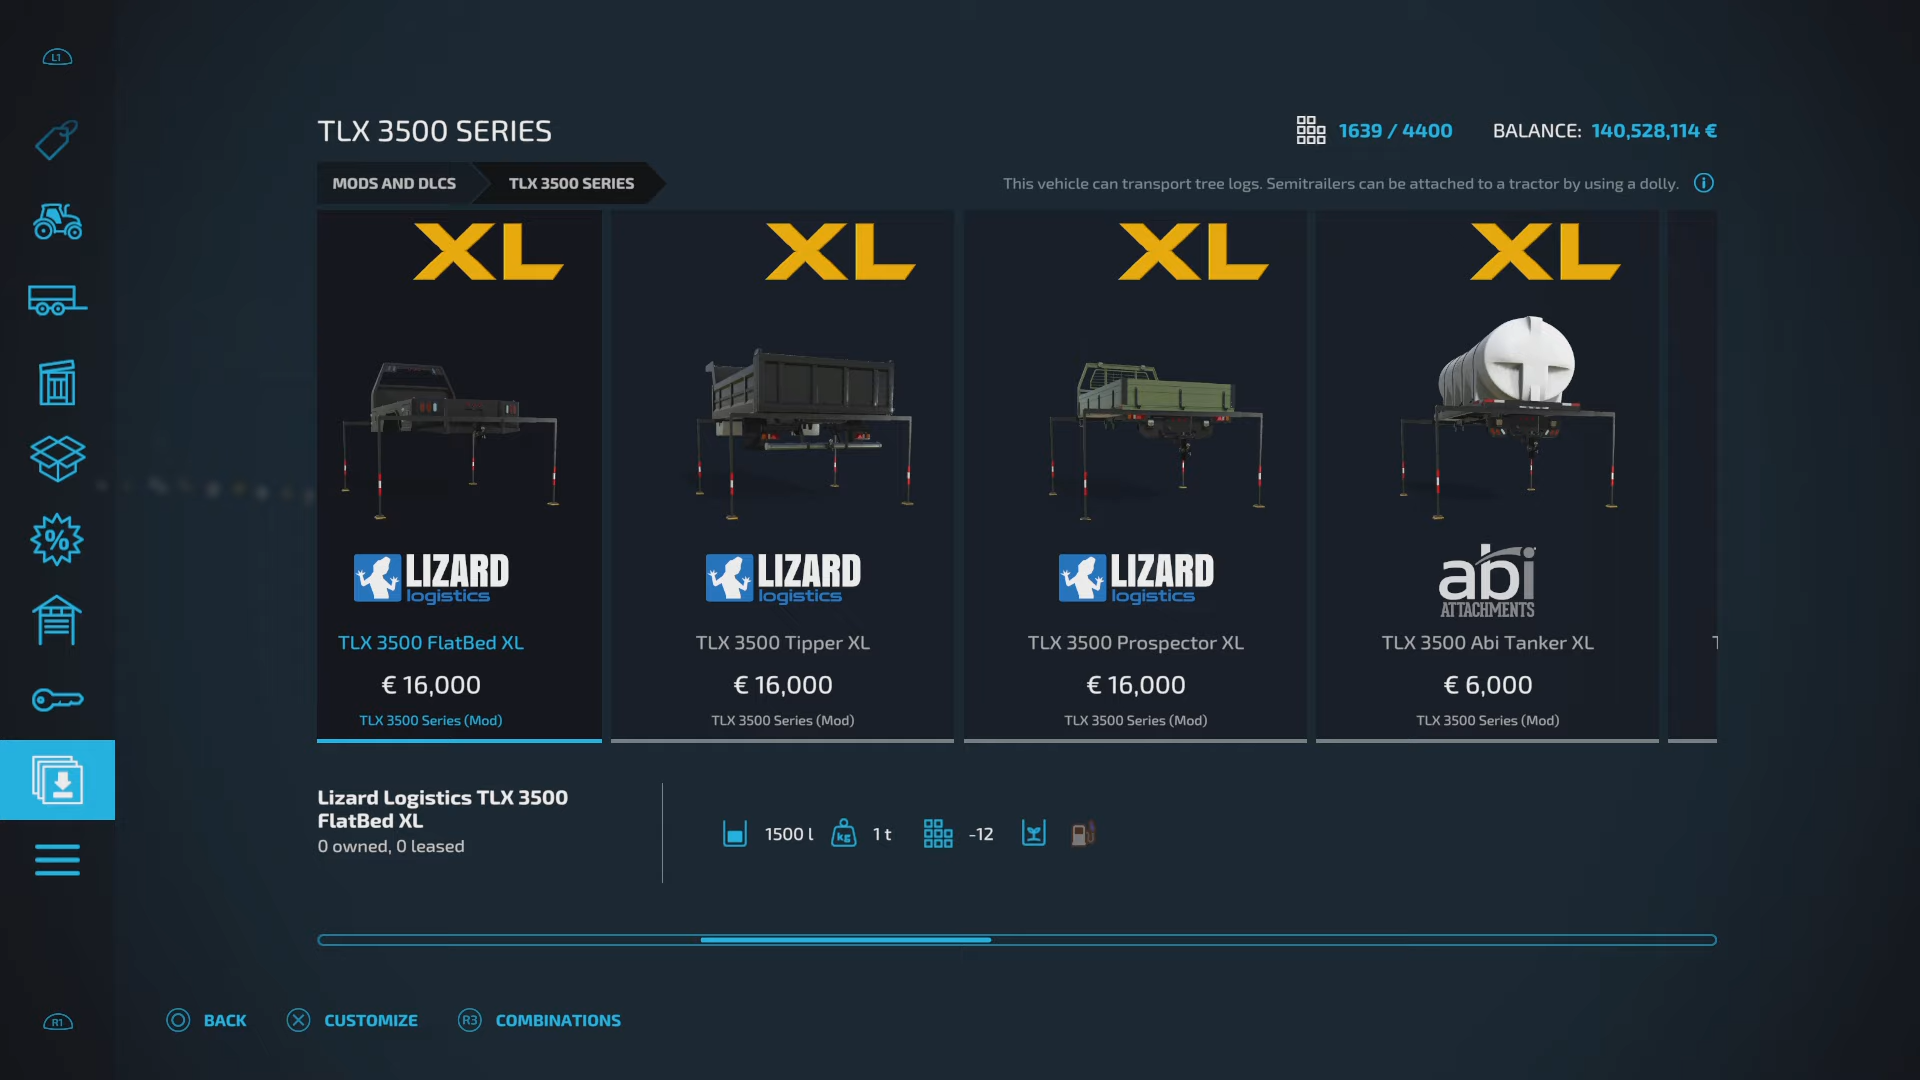 L1
TLX 3500 SERIES
1639 / 4400
BALANCE: 140,528,114 €
MODS AND DLCS
TLX 3500 SERIES
This vehicle can transport tree logs. Semitrailers can be attached to a tractor by using a dolly.
XL
XL
XL
XL
LIZARD
logistics
LIZARD
logistics
LIZARD
logistics
abi
ATTACHMENTS
TLX 3500 FlatBed XL
€ 16,000
TLX 3500 Series (Mod)
TLX 3500 Tipper XL
€ 16,000
TLX 3500 Series (Mod)
TLX 3500 Prospector XL
€ 16,000
TLX 3500 Series (Mod)
TLX 3500 Abi Tanker XL
€ 6,000
TLX 3500 Series (Mod)
%
Lizard Logistics TLX 3500
FlatBed XL
0 owned, 0 leased
1500 l
kg
1 t
-12
R1
BACK
CUSTOMIZE
R3
COMBINATIONS